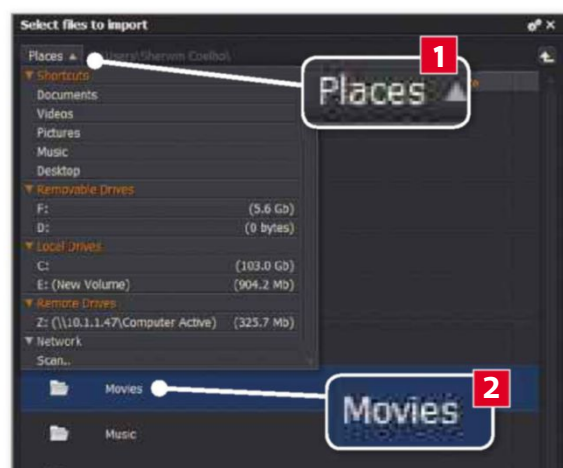 Select files to import
Places ▲ \Users\Sherwin Coelho\
1
Places ▲
▼ Shortcuts
Documents
Videos
Pictures
Music
Desktop
▼ Removable Drives
F: (5.6 Gb)
D: (0 bytes)
▼ Local Drives
C: (103.0 Gb)
E: (New Volume) (904.2 Mb)
▼ Remote Drives
Z: (\\10.1.1.47\Computer Active) (325.7 Mb)
▼ Network
Scan..
Movies
2
Movies
Music